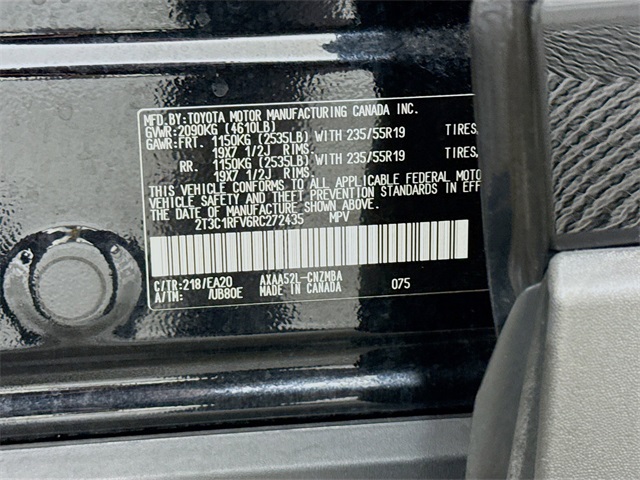 MFD.BY:TOYOTA MOTOR MANUFACTURING CANADA INC.
GVWR:2090KG (4610LB)
GAWR:FRT. 1150KG (2535LB) WITH 235/55R19 TIRES,
19X7 1/2J RIMS
RR. 1150KG (2535LB) WITH 235/55R19 TIRES,
19X7 1/2J RIMS
THIS VEHICLE CONFORMS TO ALL APPLICABLE FEDERAL MOTO
VEHICLE SAFETY AND THEFT PREVENTION STANDARDS IN EFF
ON THE DATE OF MANUFACTURE SHOWN ABOVE.
2T3C1RFV6RC272435 MPV
C/TR:218/EA20 AXAA52L-CNZMBA 075
A/TM: /UB80E MADE IN CANADA